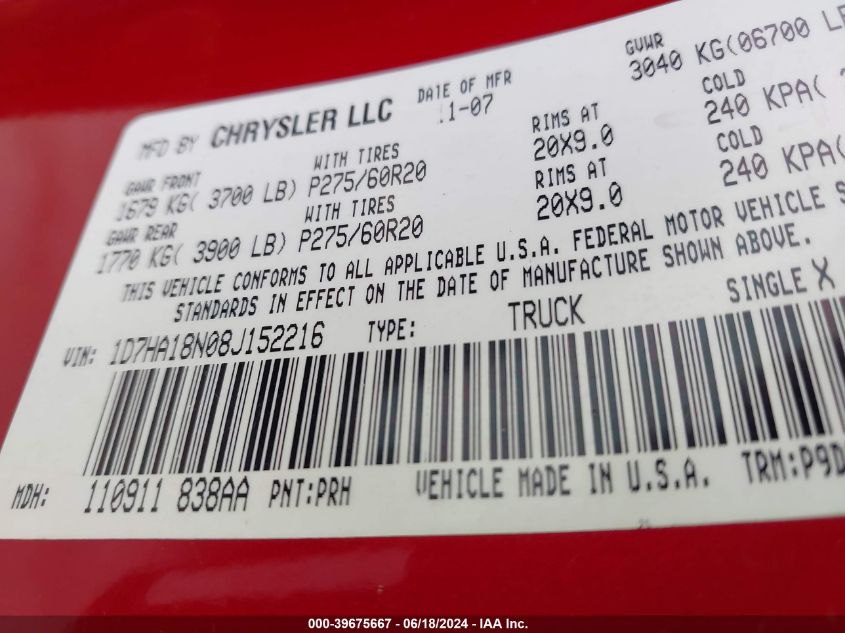 MFD BY CHRYSLER LLC DATE OF MFR GVWR
1-07 3040 KG(06700 LB
GAWR FRONT WITH TIRES RIMS AT COLD
1679 KG( 3700 LB) P275/60R20 20X9.0 240 KPA(
GAWR REAR WITH TIRES RIMS AT COLD
1770 KG( 3900 LB) P275/60R20 20X9.0 240 KPA(
THIS VEHICLE CONFORMS TO ALL APPLICABLE U.S.A. FEDERAL MOTOR VEHICLE S
STANDARDS IN EFFECT ON THE DATE OF MANUFACTURE SHOWN ABOVE.
VIN: 1D7HA18N08J152216 TYPE: TRUCK SINGLE X
MDH: 110911 838AA PNT:PRH VEHICLE MADE IN U.S.A. TRM:P9D
000-39675667 - 06/18/2024 - IAA Inc.